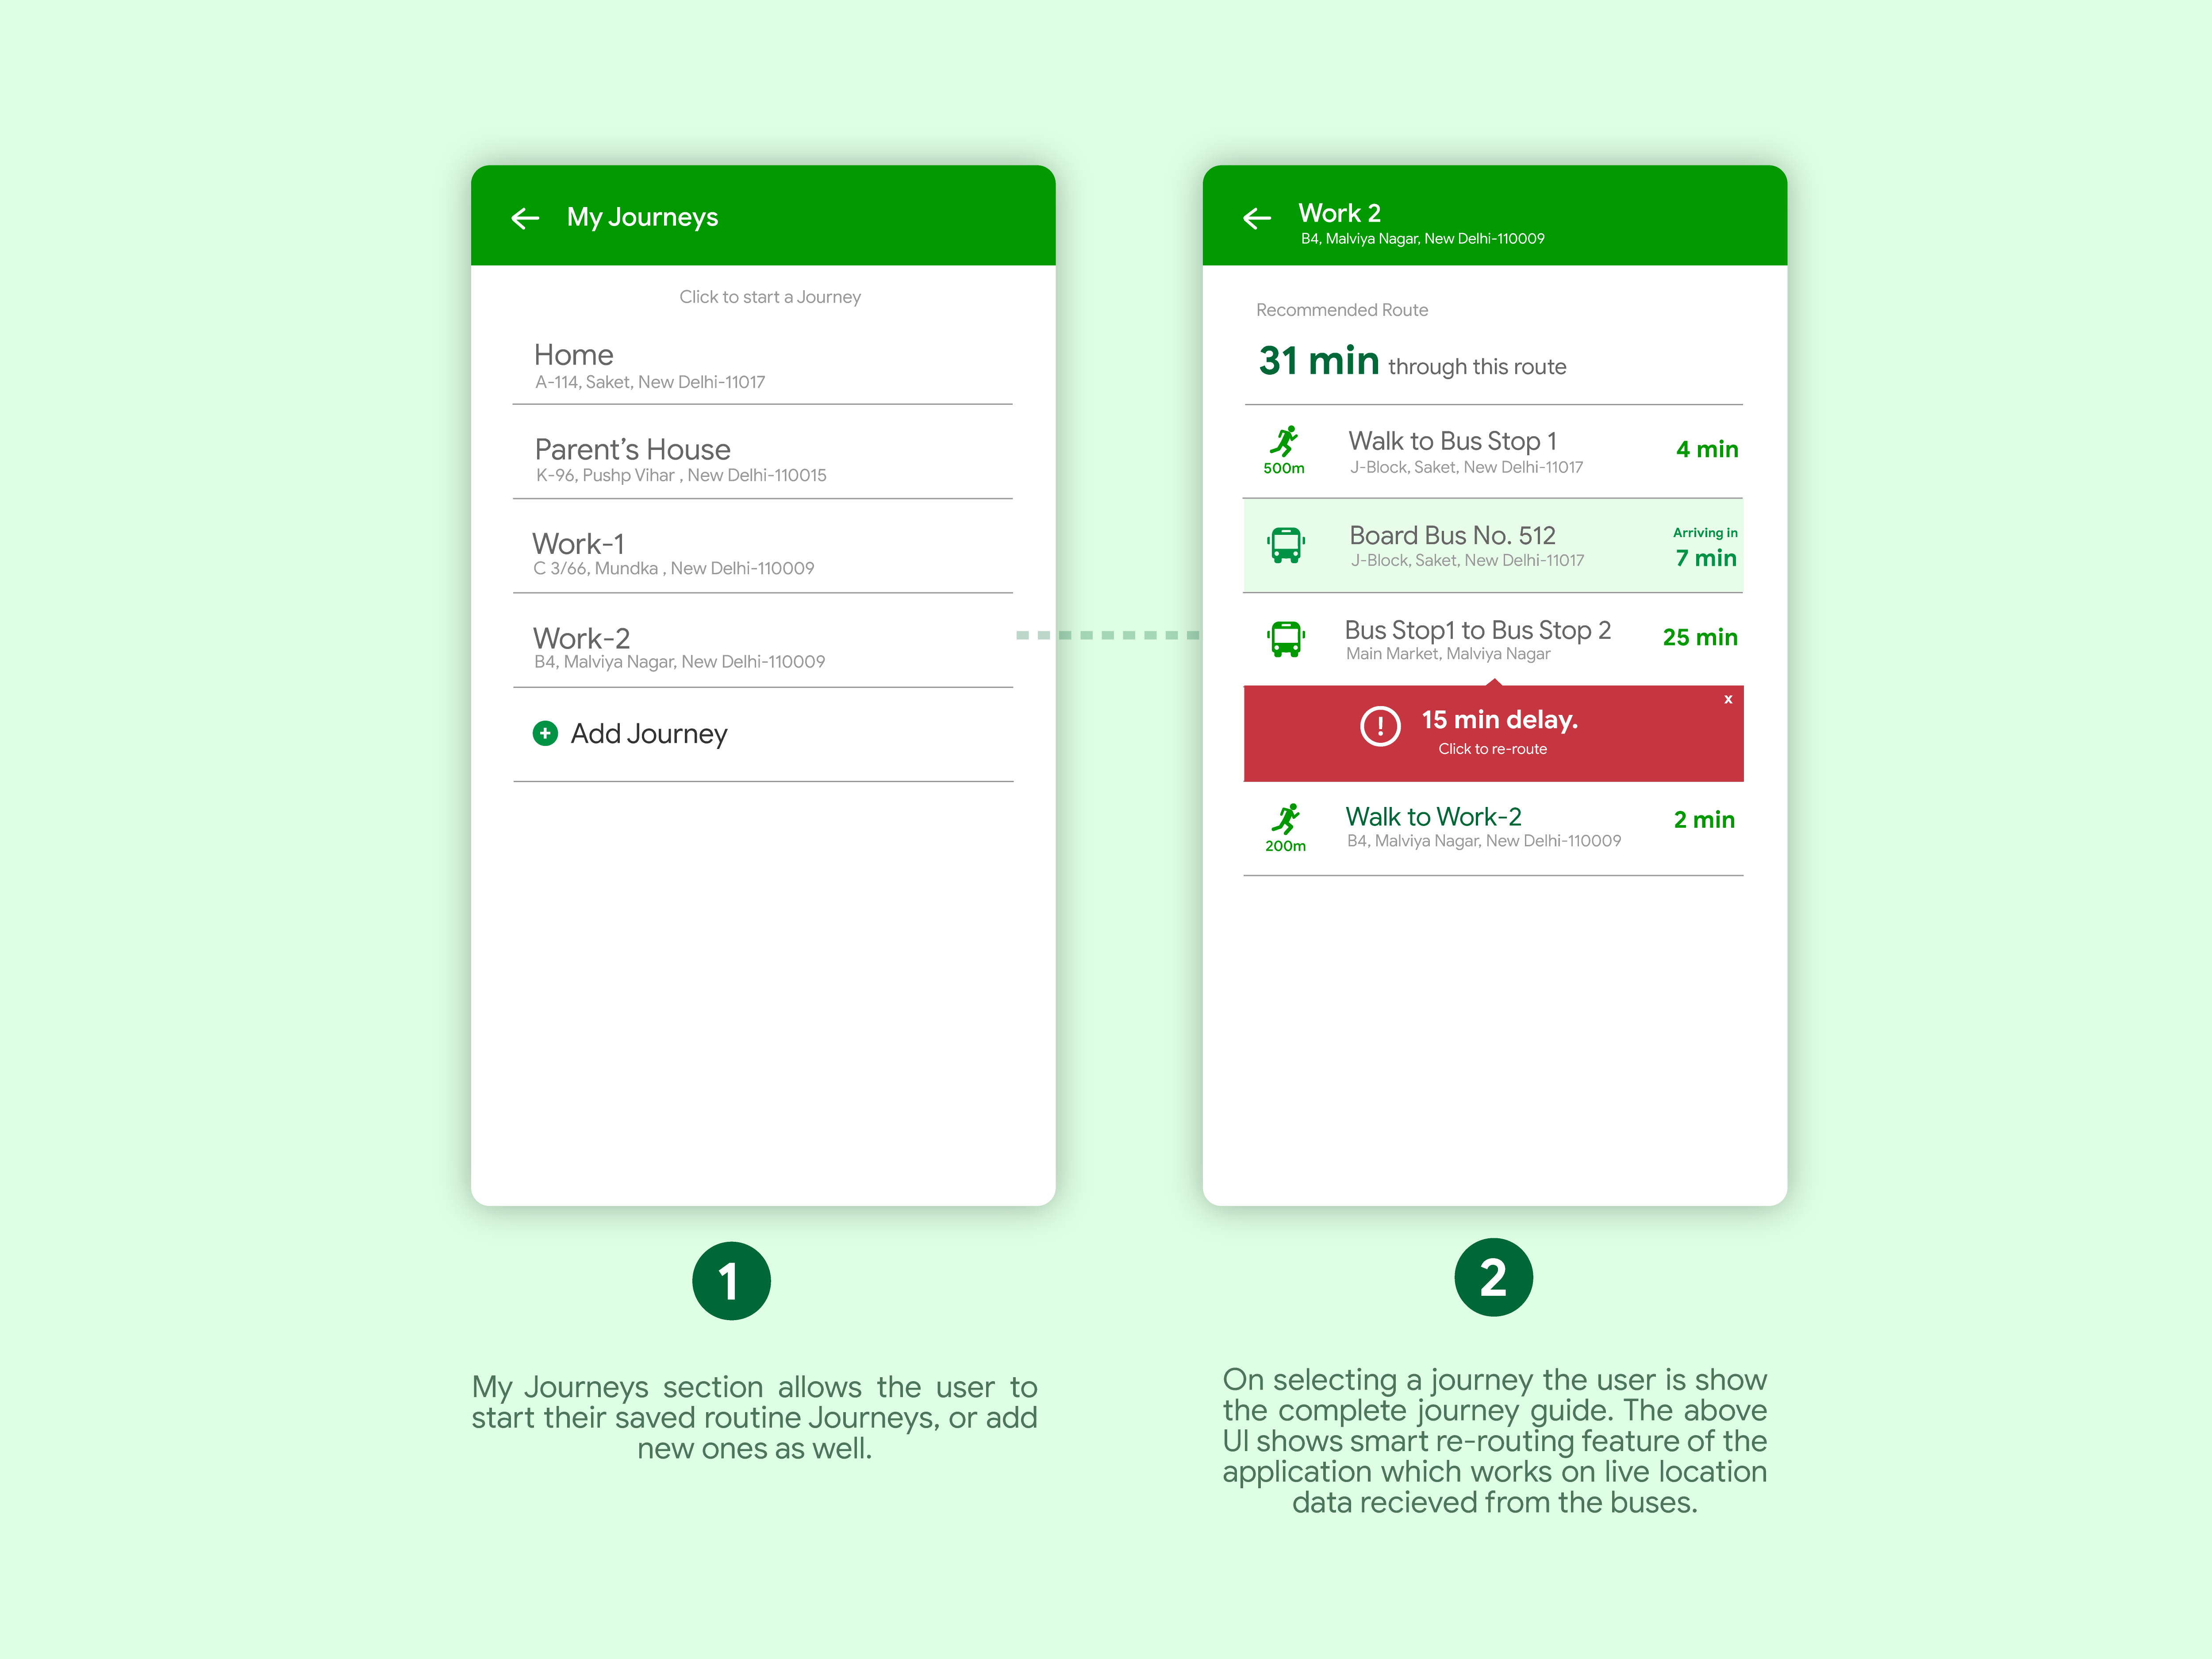 My Journeys
Click to start a Journey
Home
A-114, Saket, New Delhi-11017
Parent's House
K-96, Pushp Vihar , New Delhi-110015
Work-1
C 3/66, Mundka , New Delhi-110009
Work-2
B4, Malviya Nagar, New Delhi-110009
+ Add Journey
1
My Journeys section allows the user to
start their saved routine Journeys, or add
new ones as well.
Work 2
B4, Malviya Nagar, New Delhi-110009
Recommended Route
31 min through this route
500m
Walk to Bus Stop 1
J-Block, Saket, New Delhi-11017
4 min
Board Bus No. 512
J-Block, Saket, New Delhi-11017
Arriving in
7 min
Bus Stop1 to Bus Stop 2
Main Market, Malviya Nagar
25 min
x
! 15 min delay.
Click to re-route
200m
Walk to Work-2
B4, Malviya Nagar, New Delhi-110009
2 min
2
On selecting a journey the user is show
the complete journey guide. The above
UI shows smart re-routing feature of the
application which works on live location
data recieved from the buses.